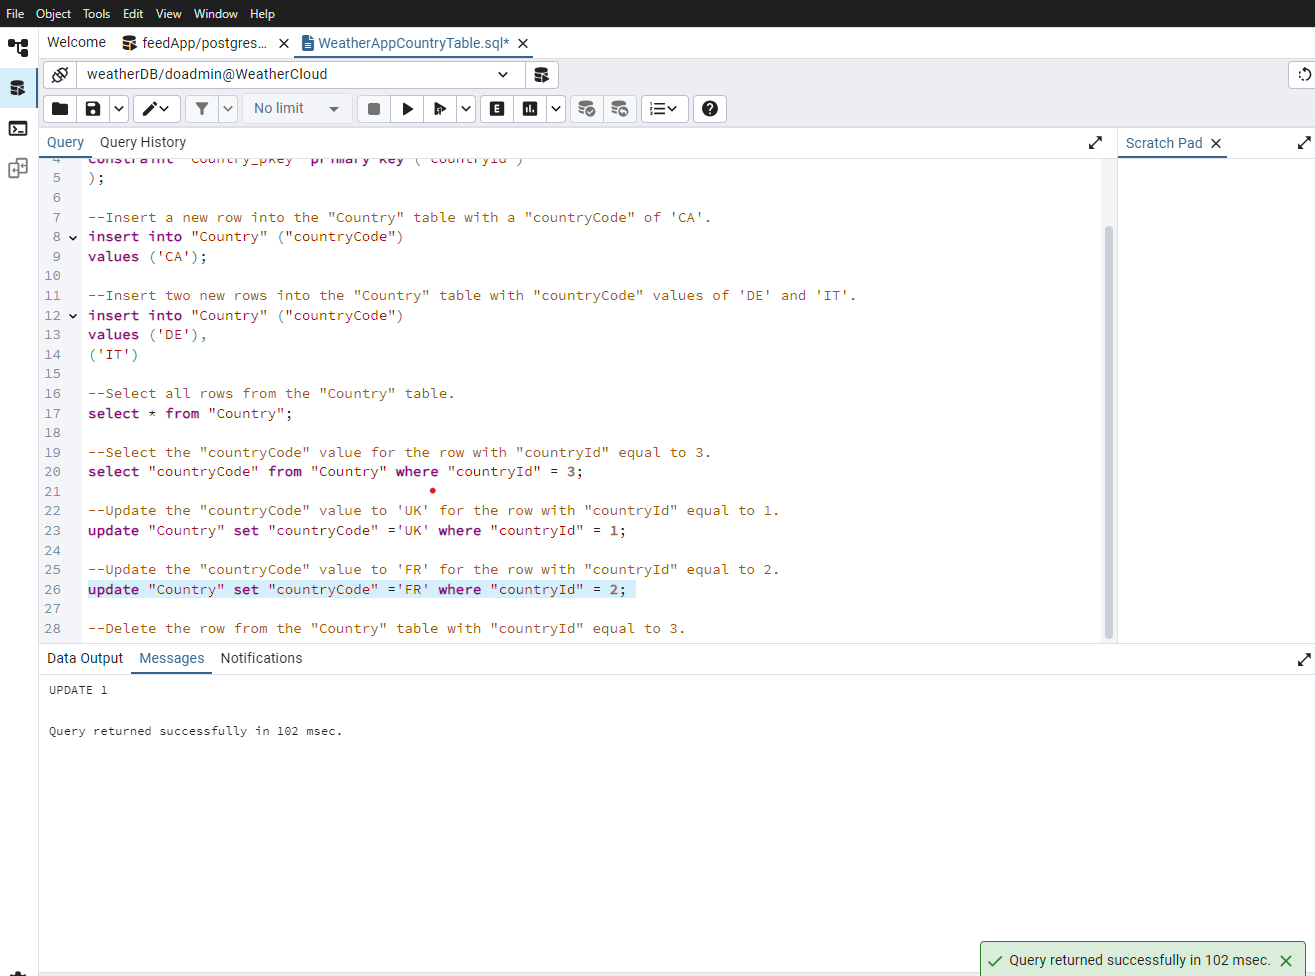 File Object Tools Edit View Window Help
Welcome feedApp/postgres... WeatherAppCountryTable.sql*
weatherDB/doadmin@WeatherCloud
No limit E
Query Query History Scratch Pad
4 constraint "Country_pkey" primary key ("countryId")
5 );
6
7 --Insert a new row into the "Country" table with a "countryCode" of 'CA'.
8 insert into "Country" ("countryCode")
9 values ('CA');
10
11 --Insert two new rows into the "Country" table with "countryCode" values of 'DE' and 'IT'.
12 insert into "Country" ("countryCode")
13 values ('DE'),
14 ('IT')
15
16 --Select all rows from the "Country" table.
17 select * from "Country";
18
19 --Select the "countryCode" value for the row with "countryId" equal to 3.
20 select "countryCode" from "Country" where "countryId" = 3;
21
22 --Update the "countryCode" value to 'UK' for the row with "countryId" equal to 1.
23 update "Country" set "countryCode" ='UK' where "countryId" = 1;
24
25 --Update the "countryCode" value to 'FR' for the row with "countryId" equal to 2.
26 update "Country" set "countryCode" ='FR' where "countryId" = 2;
27
28 --Delete the row from the "Country" table with "countryId" equal to 3.
Data Output Messages Notifications
UPDATE 1
Query returned successfully in 102 msec.
Query returned successfully in 102 msec.